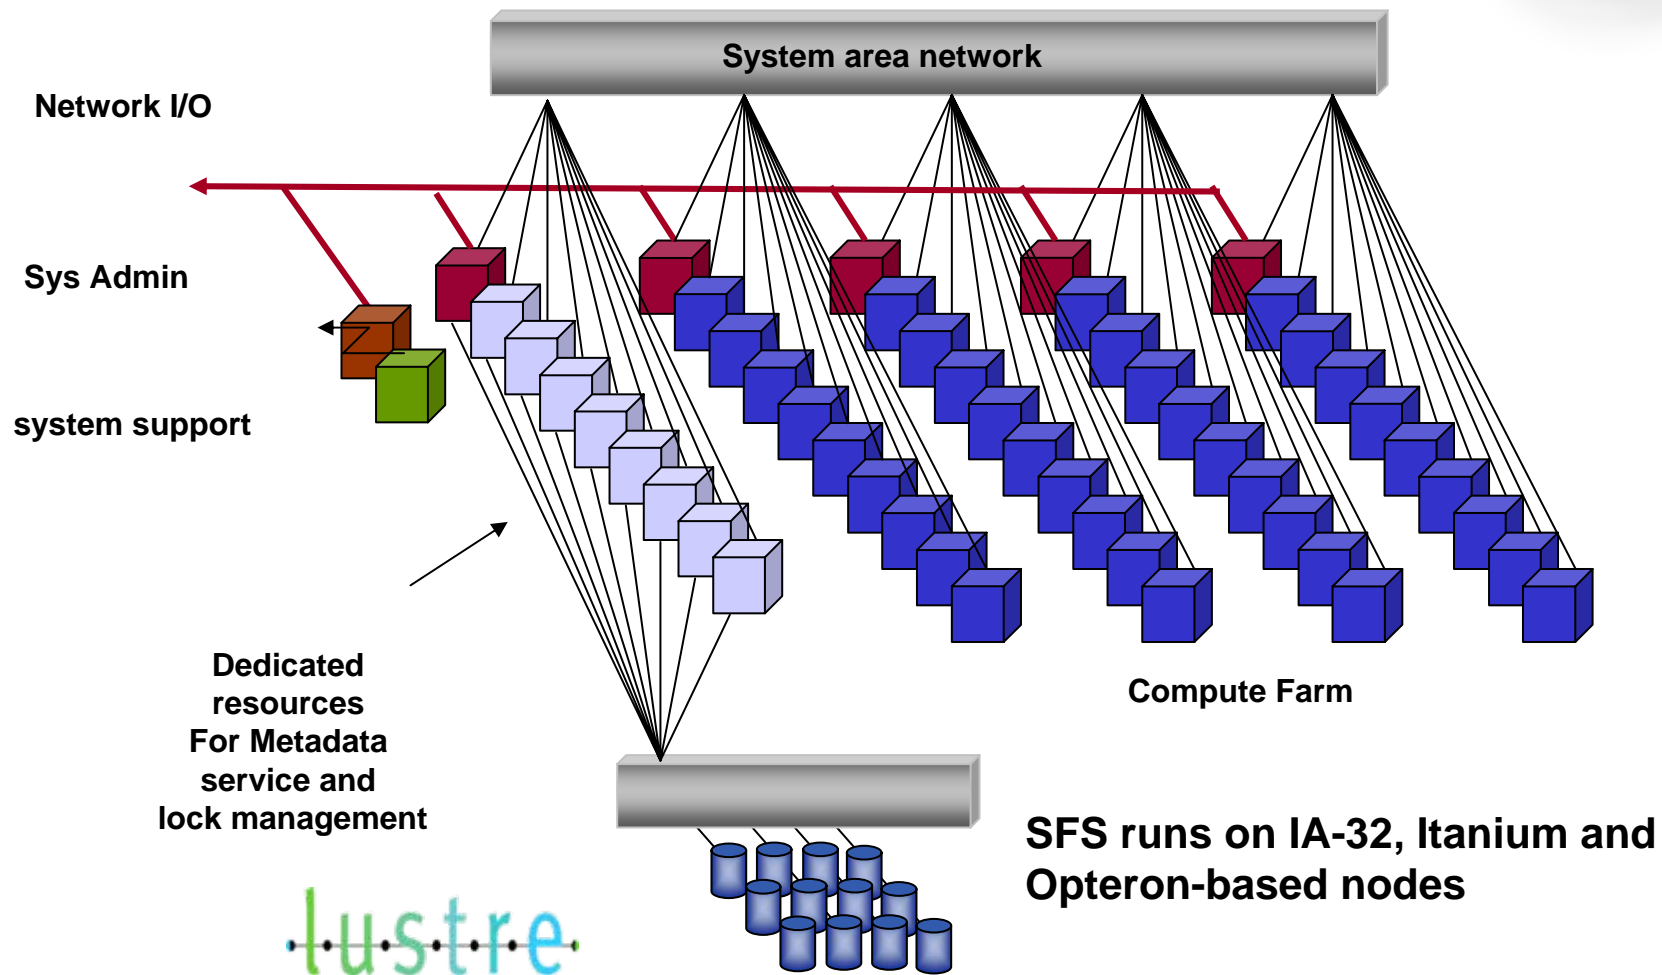 System area network
Network I/O
Sys Admin
system support
Dedicated
resources
For Metadata
service and
lock management
Compute Farm
SFS runs on IA-32, Itanium and
Opteron-based nodes
l·u·s·t·r·e